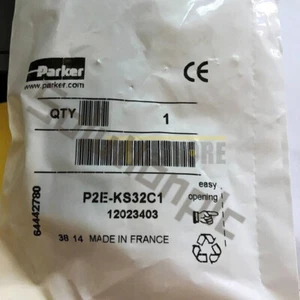 Parker
www.parker.com
CE
QTY 1
P2E-KS32C1
12023403
easy
opening
64442780
38 14 MADE IN FRANCE